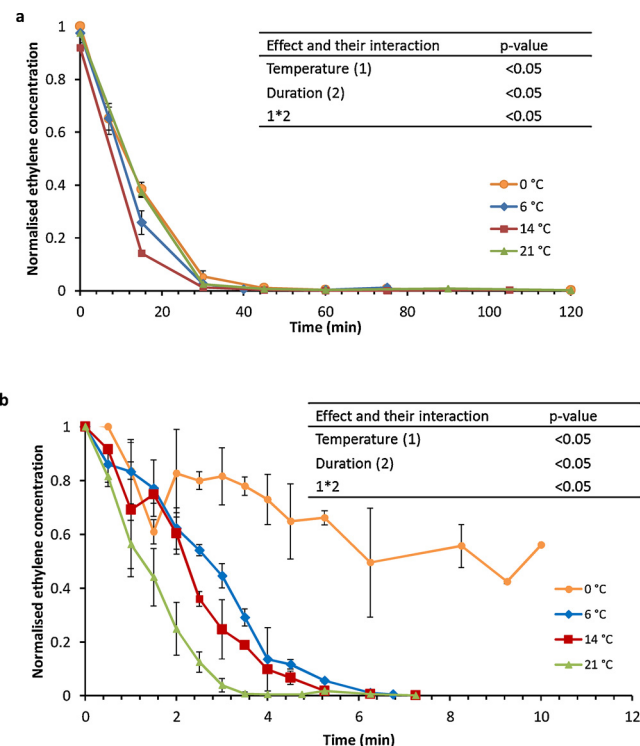 a
Normalised ethylene concentration
1
0.8
0.6
0.4
0.2
0
0 20 40 60 80 100 120
Time (min)
Effect and their interaction p-value
Temperature (1) <0.05
Duration (2) <0.05
1*2 <0.05
0 °C
6 °C
14 °C
21 °C
b
Normalised ethylene concentration
1
0.8
0.6
0.4
0.2
0
0 2 4 6 8 10 12
Time (min)
Effect and their interaction p-value
Temperature (1) <0.05
Duration (2) <0.05
1*2 <0.05
0 °C
6 °C
14 °C
21 °C